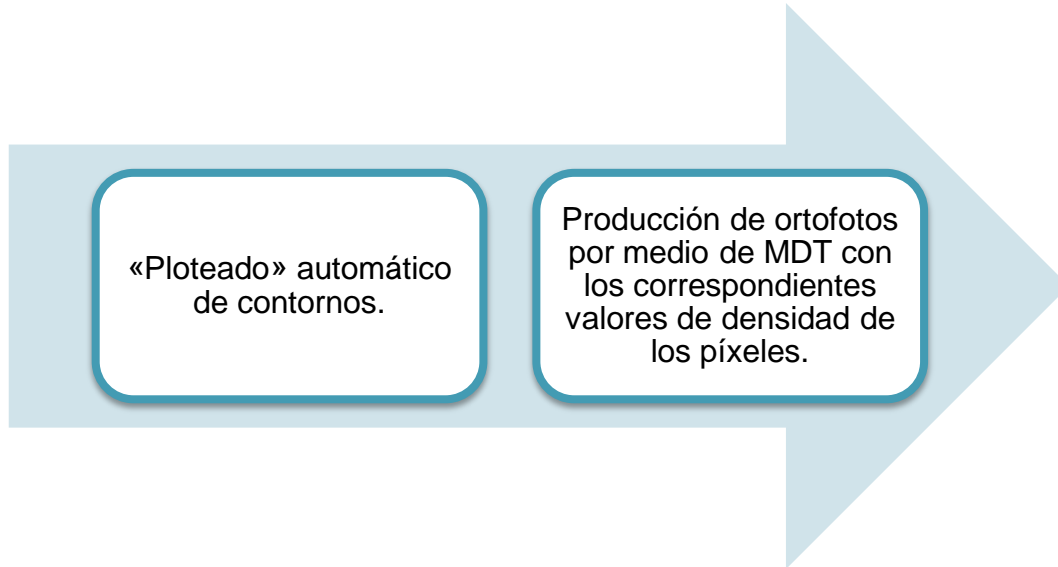 «Ploteado» automático
de contornos.
Producción de ortofotos
por medio de MDT con
los correspondientes
valores de densidad de
los píxeles.